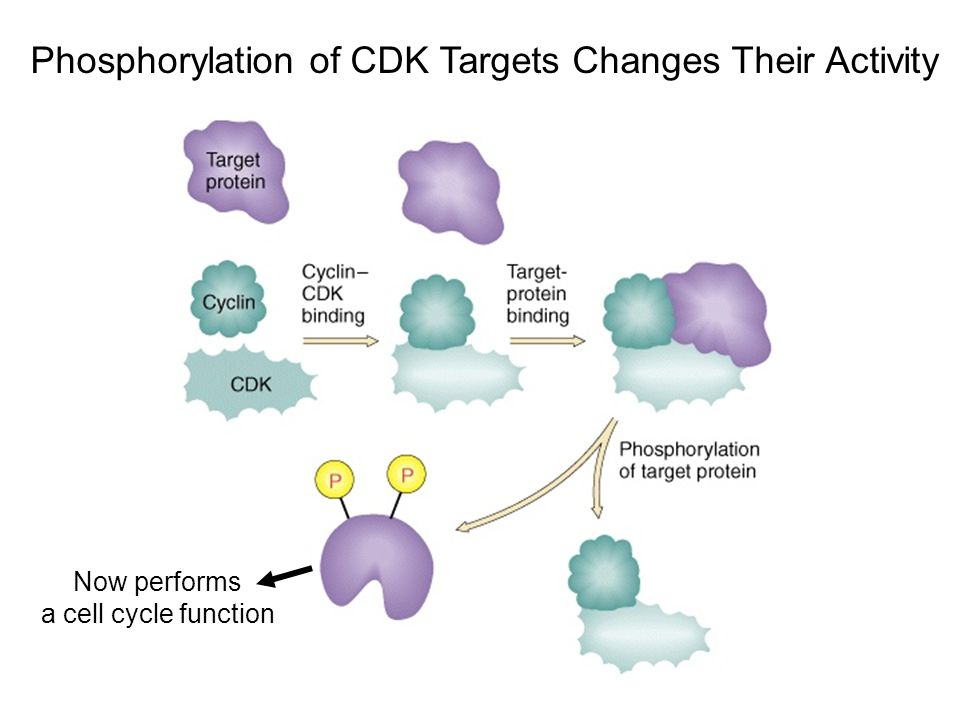 Phosphorylation of CDK Targets Changes Their Activity
Target
protein
Cyclin
CDK
Cyclin–
CDK
binding
Target-
protein
binding
Phosphorylation
of target protein
P
P
Now performs
a cell cycle function